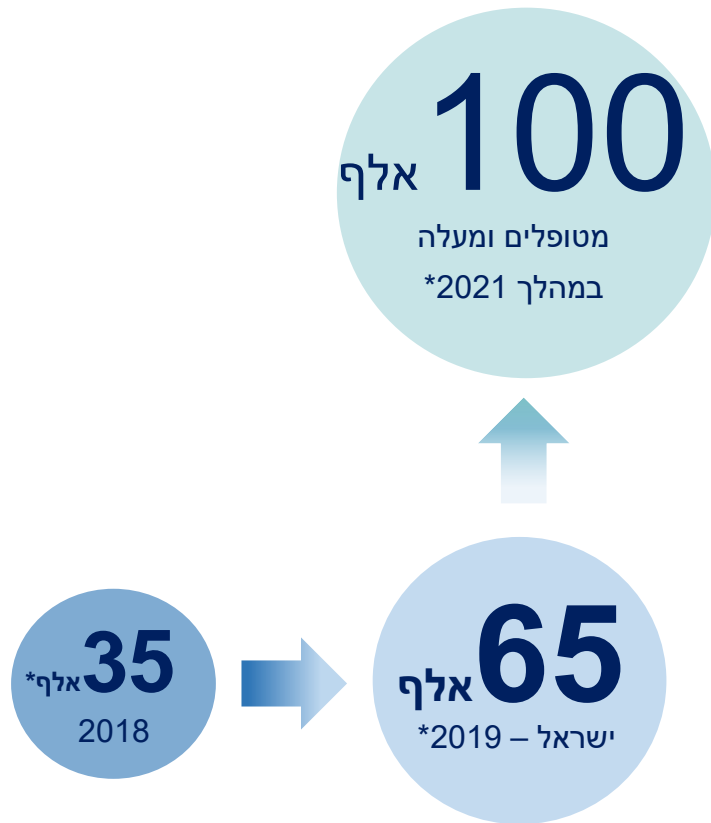 100 אלף
מטופלים ומעלה
במהלך 2021*
35 אלף*
2018
65 אלף
ישראל – 2019*